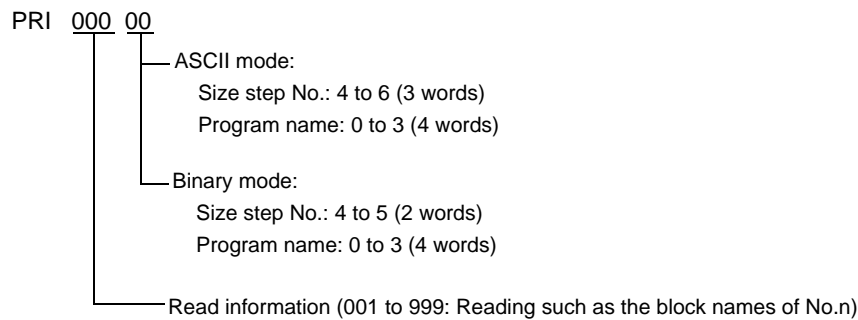 PRI 000 00
ASCII mode:
Size step No.: 4 to 6 (3 words)
Program name: 0 to 3 (4 words)
Binary mode:
Size step No.: 4 to 5 (2 words)
Program name: 0 to 3 (4 words)
Read information (001 to 999: Reading such as the block names of No.n)